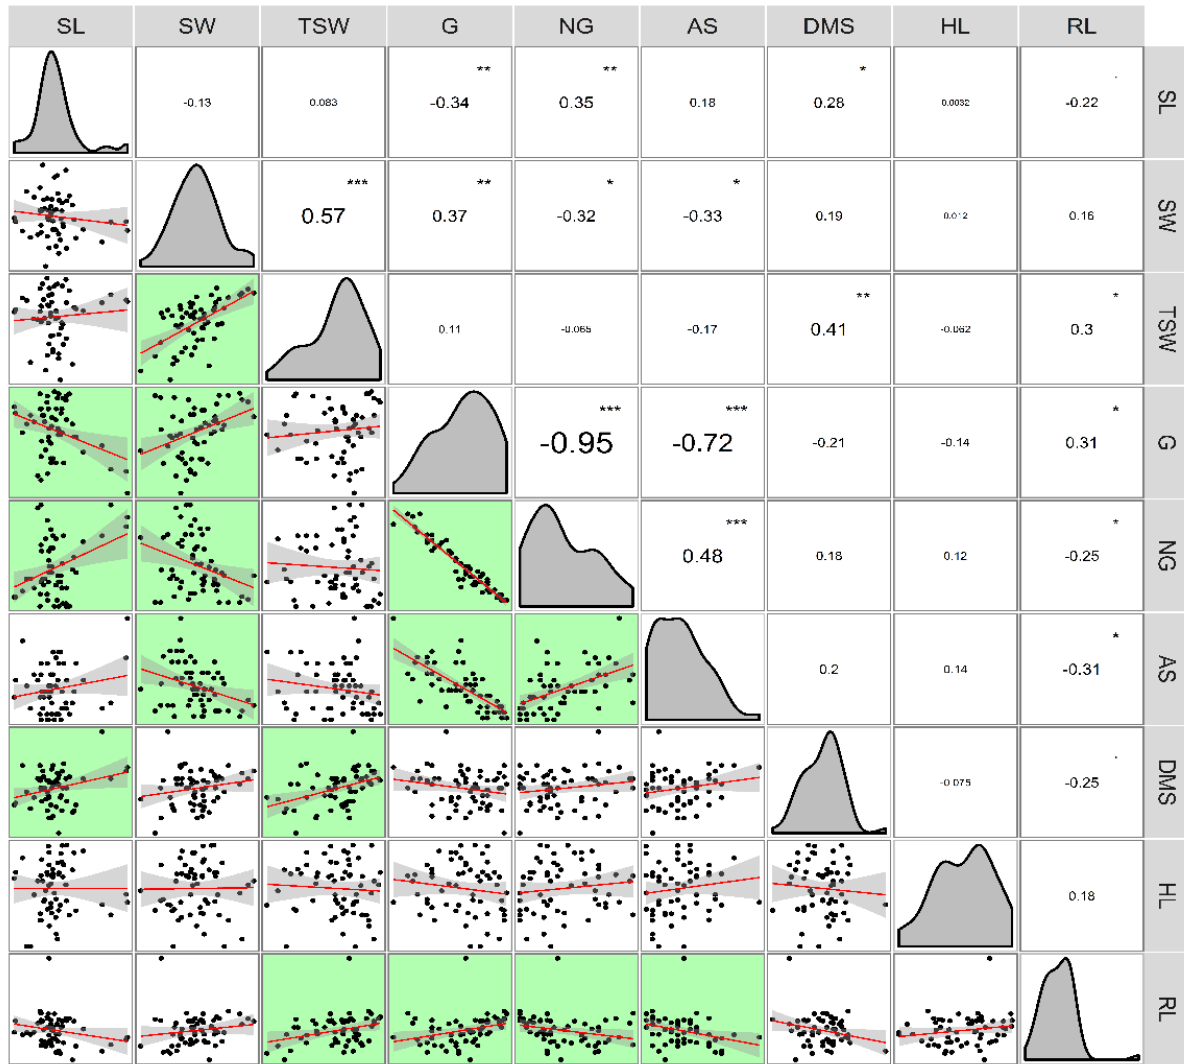 SL SW TSW G NG AS DMS HL RL
** ** * .
-0.13 0.083 -0.34 0.35 0.18 0.28 0.0032 -0.22 SL
*** ** * *
0.57 0.37 -0.32 -0.33 0.19 0.012 0.16 SW
** *
0.11 -0.065 -0.17 0.41 -0.062 0.3 TSW
*** *** *
-0.95 -0.72 -0.21 -0.14 0.31 G
*** *
0.48 0.18 0.12 -0.25 NG
*
0.2 0.14 -0.31 AS
.
-0.075 -0.25 DMS
0.18 HL
RL